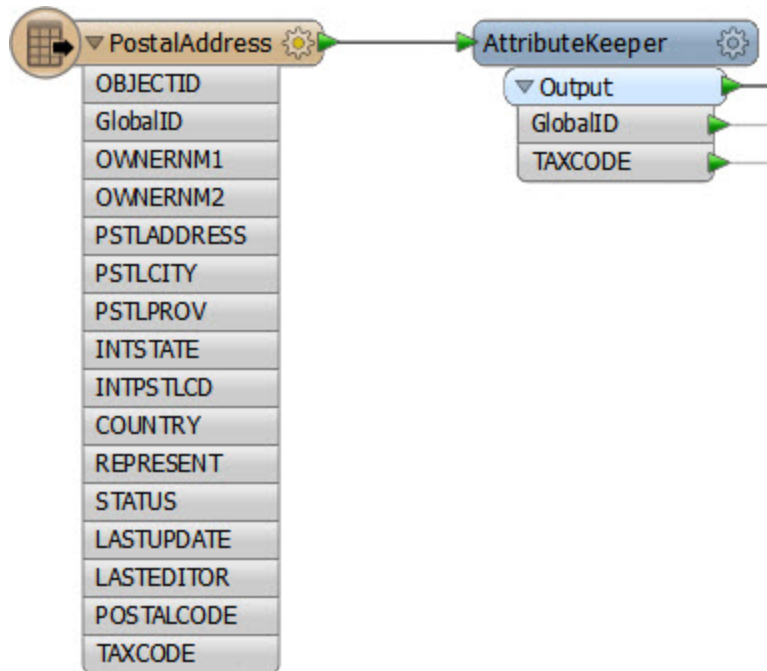 PostalAddress
OBJECTID
GlobalID
OWNERNM1
OWNERNM2
PSTLADDRESS
PSTLCITY
PSTLPROV
INTSTATE
INTPSTLCD
COUNTRY
REPRESENT
STATUS
LASTUPDATE
LASTEDITOR
POSTALCODE
TAXCODE
AttributeKeeper
Output
GlobalID
TAXCODE